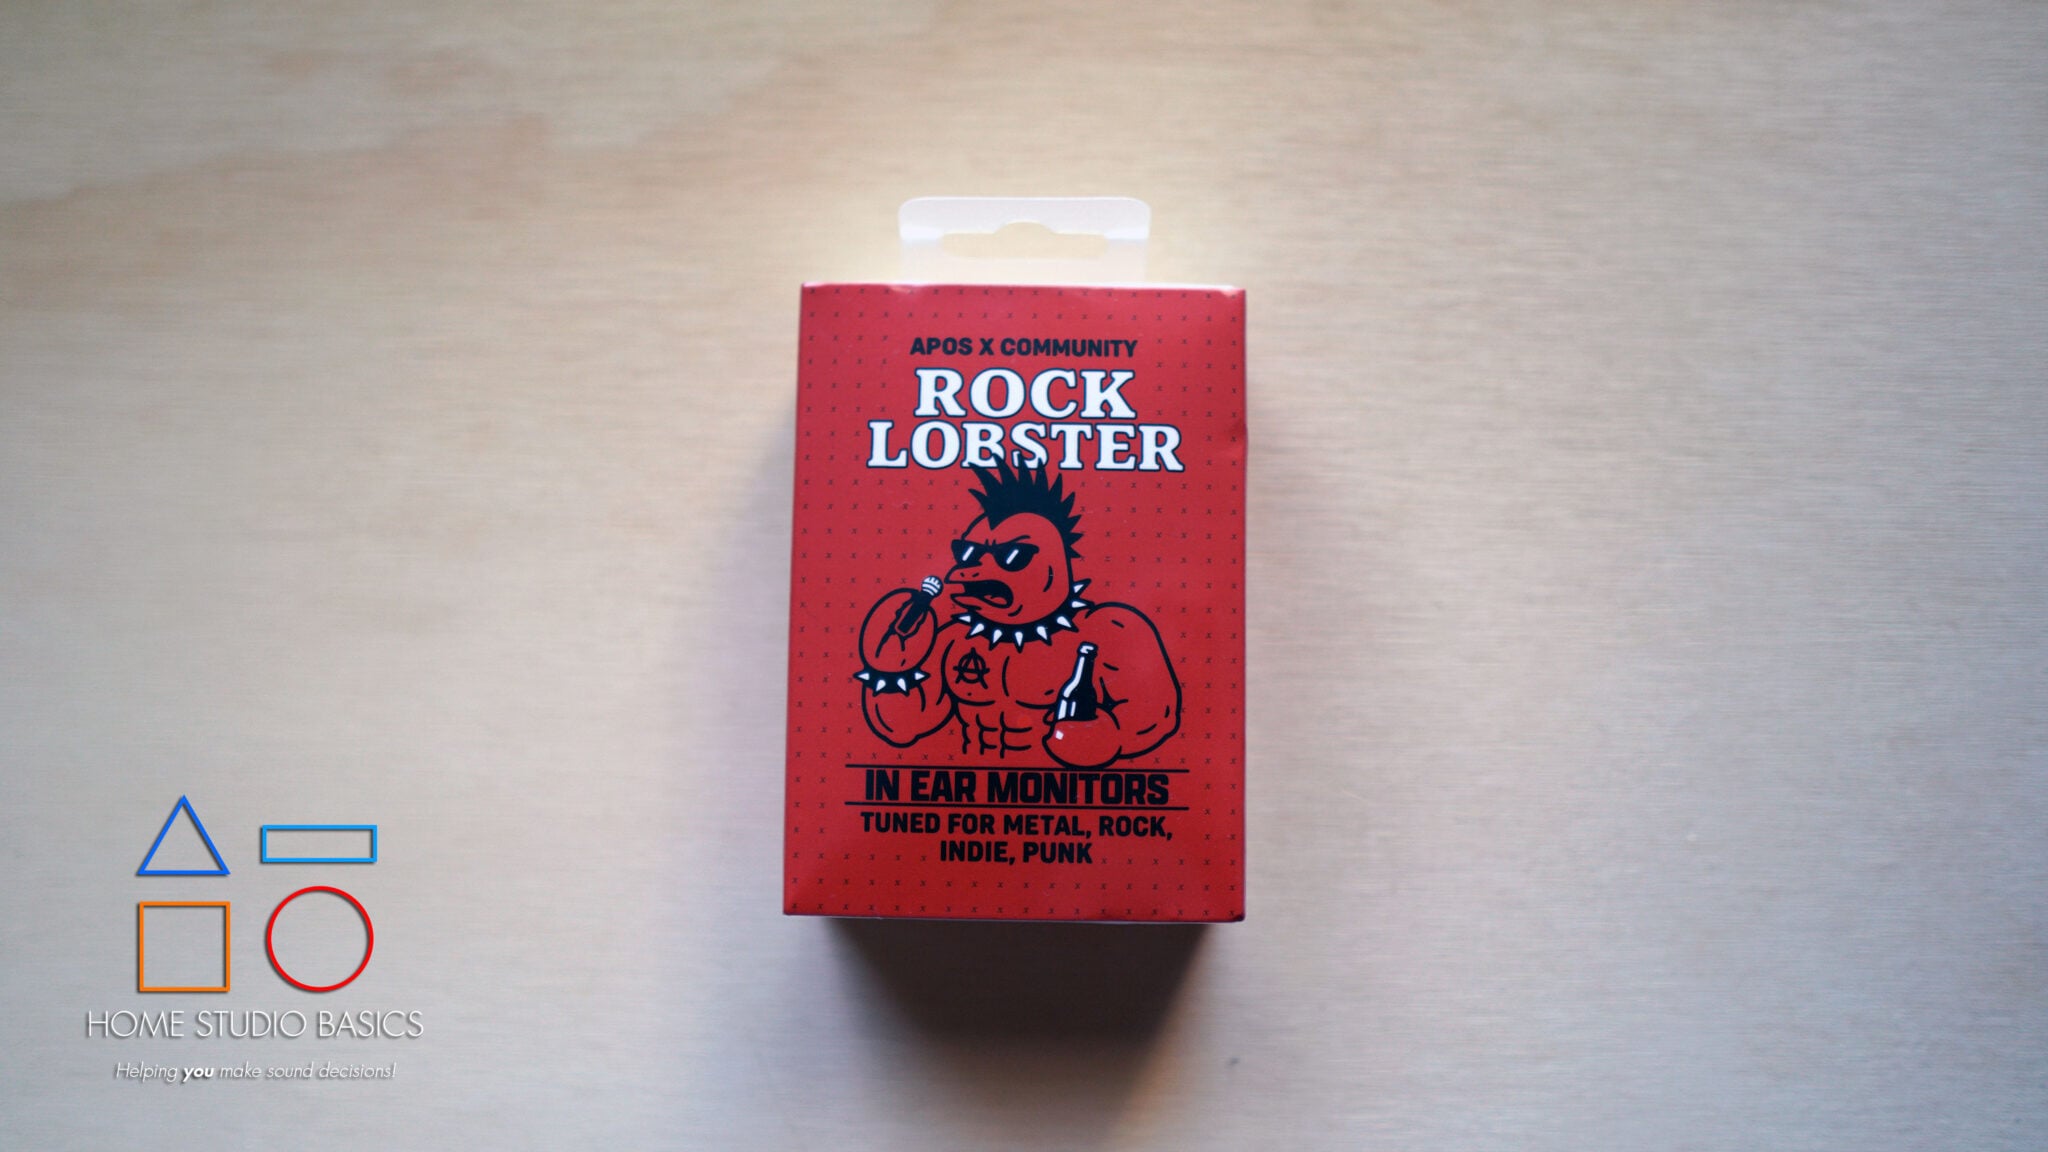 APOS X COMMUNITY
ROCK
LOBSTER
IN EAR MONITORS
TUNED FOR METAL, ROCK,
INDIE, PUNK
HOME STUDIO BASICS
Helping you make sound decisions!